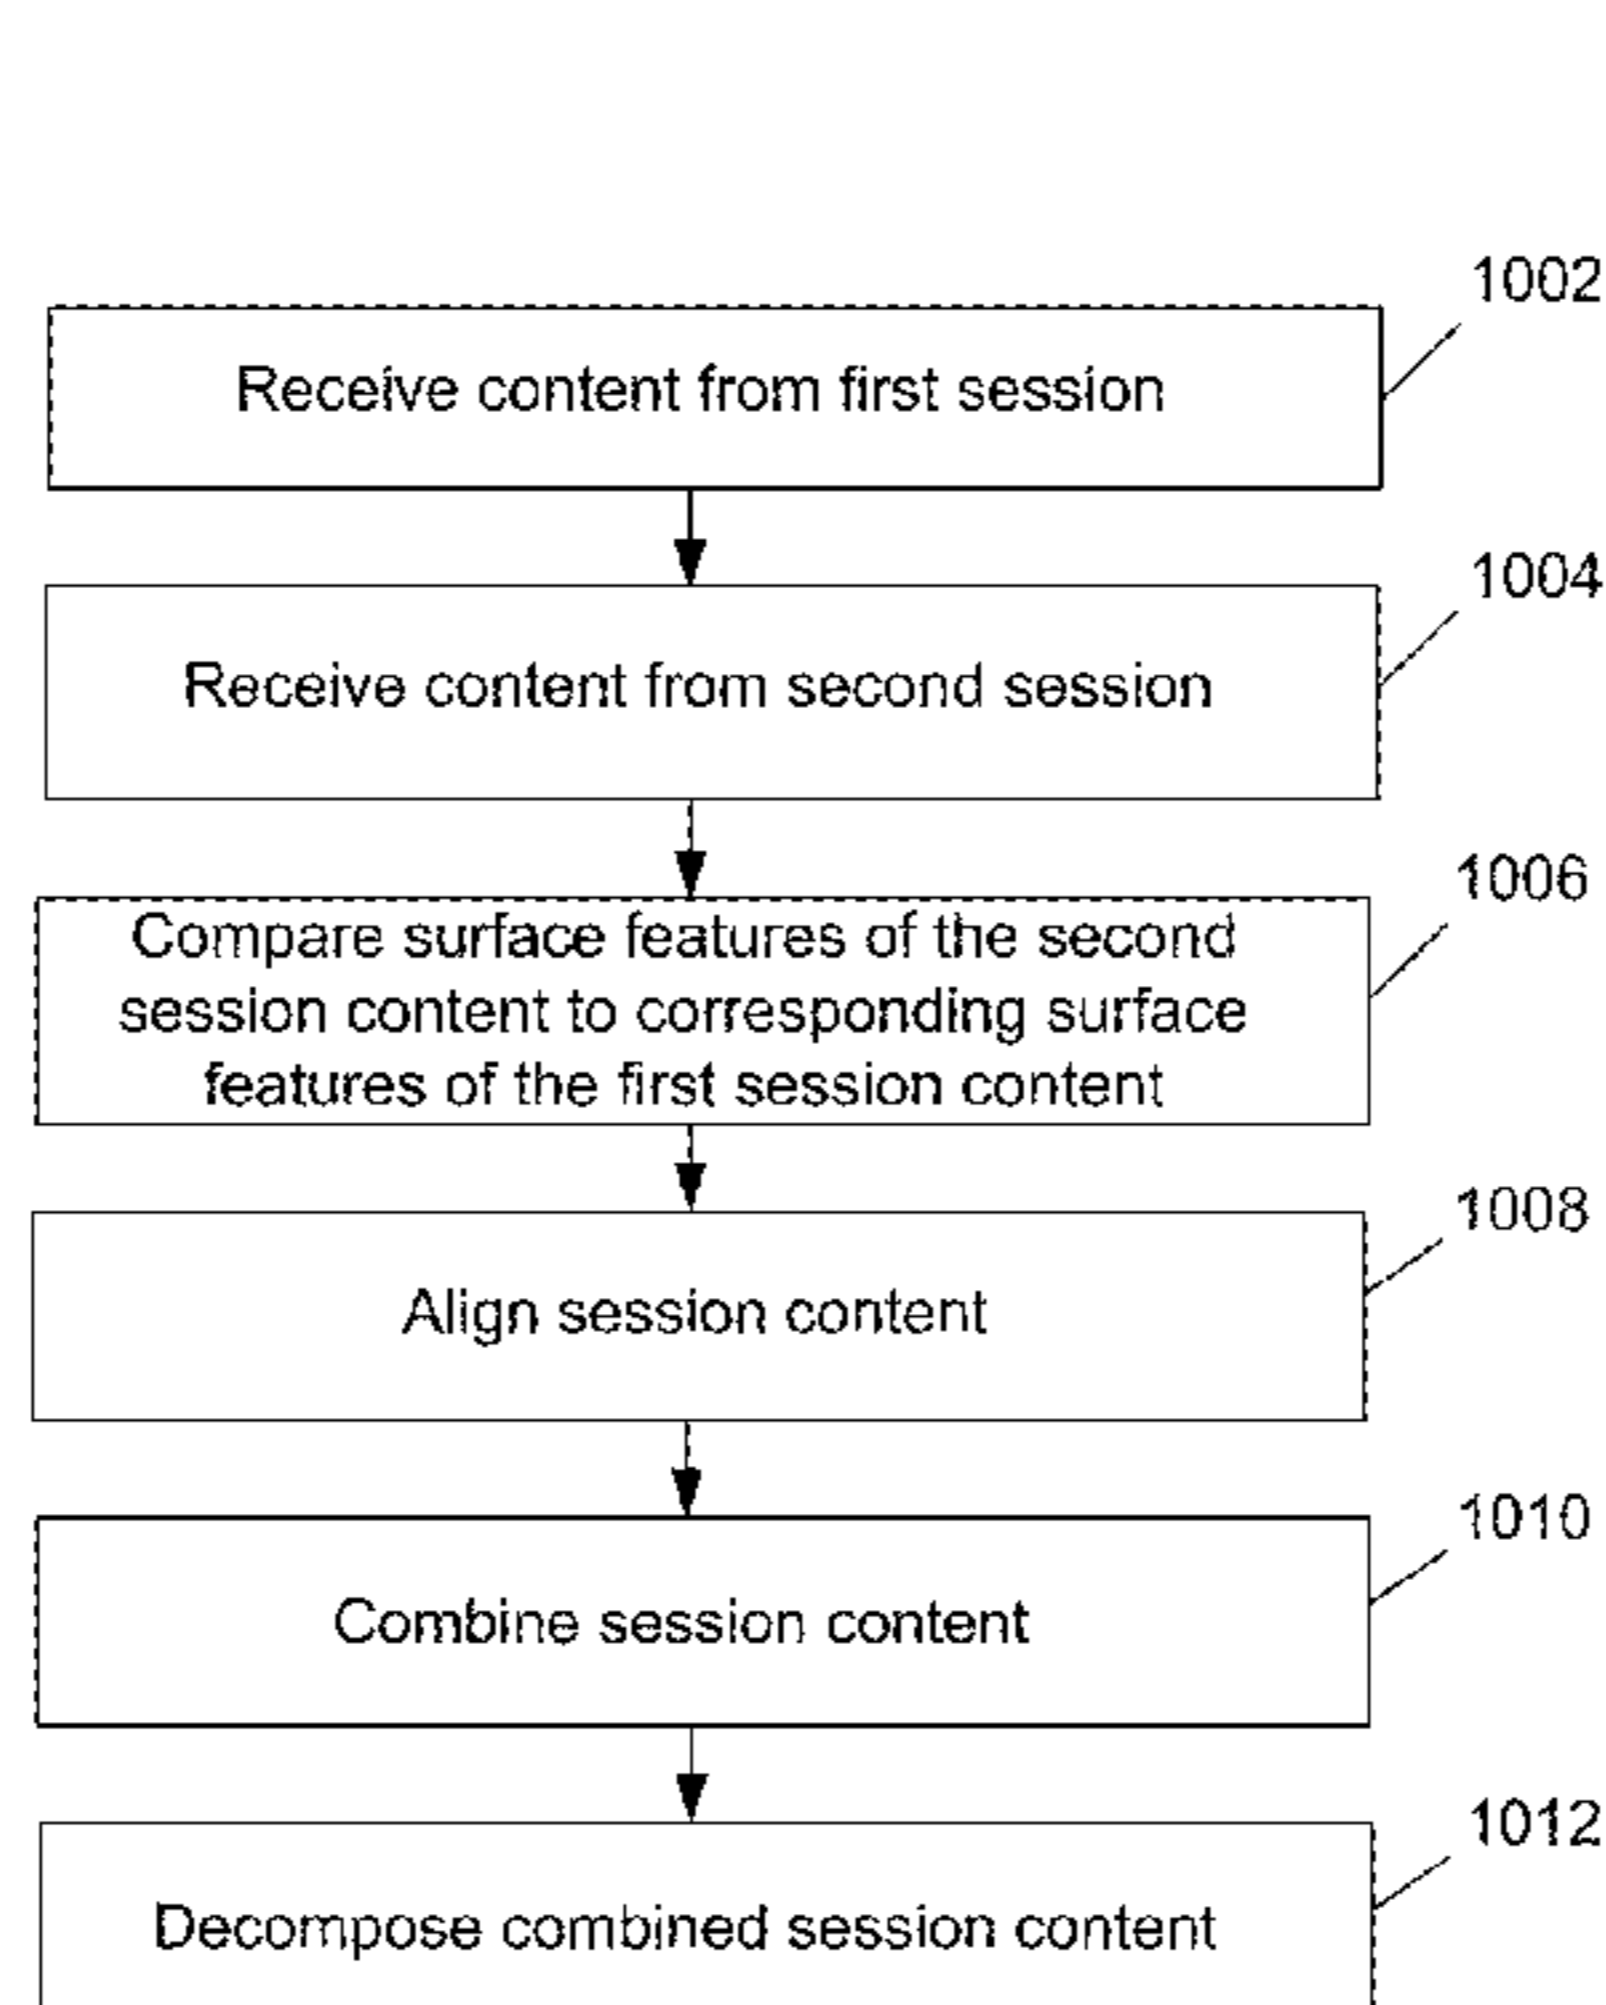 1002
Receive content from first session
1004
Receive content from second session
1006
Compare surface features of the second
session content to corresponding surface
features of the first session content
1008
Align session content
1010
Combine session content
1012
Decompose combined session content